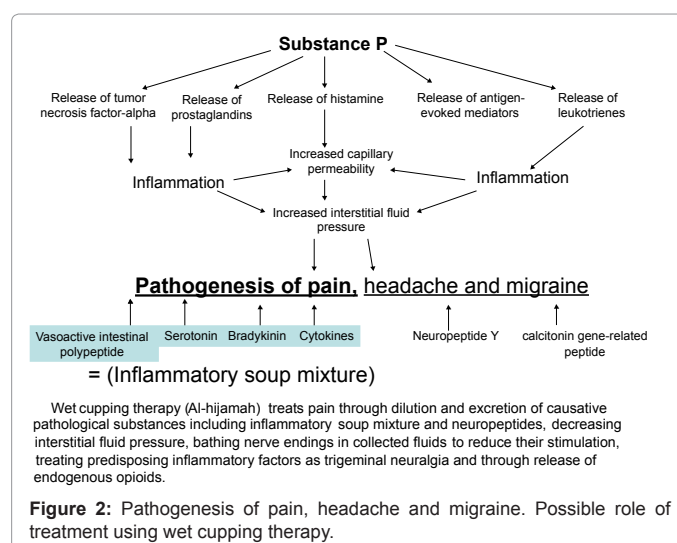 Substance P
Release of tumor
necrosis factor-alpha
Release of
prostaglandins
Release of histamine
Release of antigen-
evoked mediators
Release of
leukotrienes
Increased capillary
permeability
Inflammation
Inflammation
Increased interstitial fluid
pressure
Pathogenesis of pain, headache and migraine
Vasoactive intestinal
polypeptide
Serotonin
Bradykinin
Cytokines
Neuropeptide Y
calcitonin gene-related
peptide
= (Inflammatory soup mixture)
Wet cupping therapy (Al-hijamah) treats pain through dilution and excretion of causative
pathological substances including inflammatory soup mixture and neuropeptides, decreasing
interstitial fluid pressure, bathing nerve endings in collected fluids to reduce their stimulation,
treating predisposing inflammatory factors as trigeminal neuralgia and through release of
endogenous opioids.
Figure 2: Pathogenesis of pain, headache and migraine. Possible role of
treatment using wet cupping therapy.